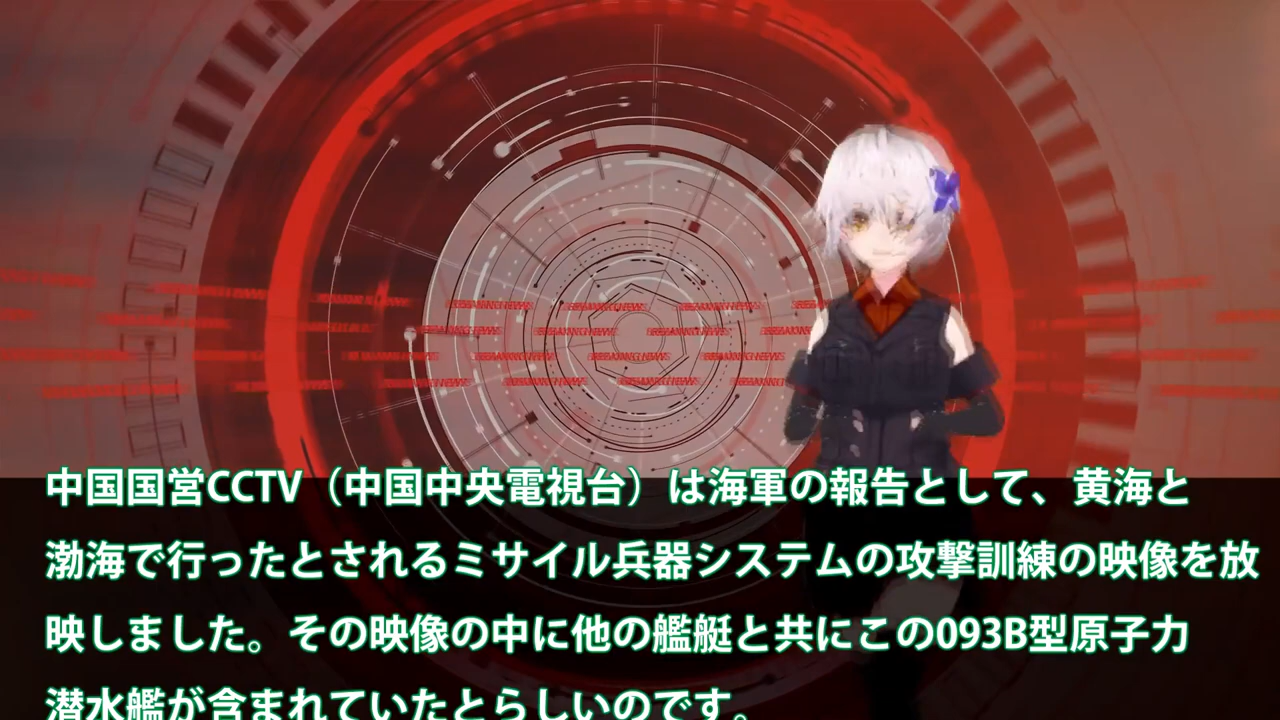 中国国営CCTV（中国中央電視台）は海軍の報告として、黄海と
渤海で行ったとされるミサイル兵器システムの攻撃訓練の映像を放
映しました。その映像の中に他の艦艇と共にこの093B型原子力
潜水艦が含まれていたとらしいのです。